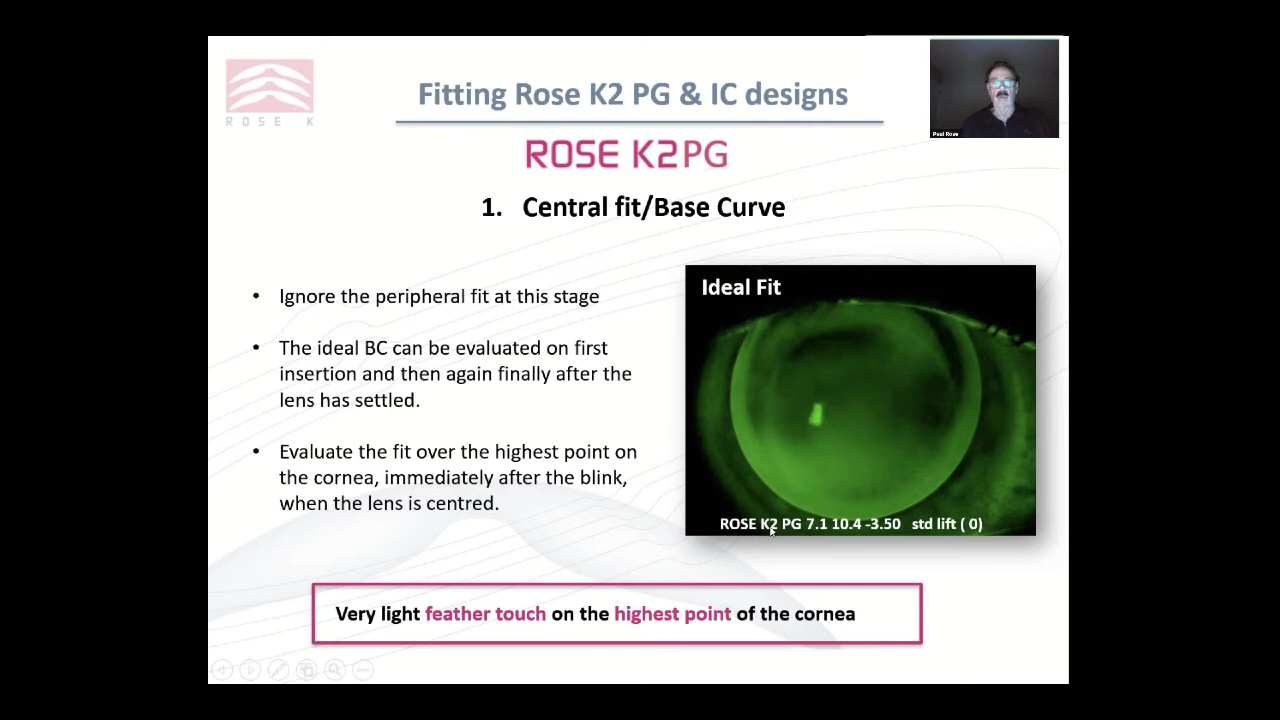 Fitting Rose K2 PG & IC designs
ROSE K
Paul Rose
ROSE K2 PG
1. Central fit/Base Curve
• Ignore the peripheral fit at this stage
• The ideal BC can be evaluated on first
insertion and then again finally after the
lens has settled.
• Evaluate the fit over the highest point on
the cornea, immediately after the blink,
when the lens is centred.
Ideal Fit
ROSE K2 PG 7.1 10.4 -3.50 std lift ( 0)
Very light feather touch on the highest point of the cornea